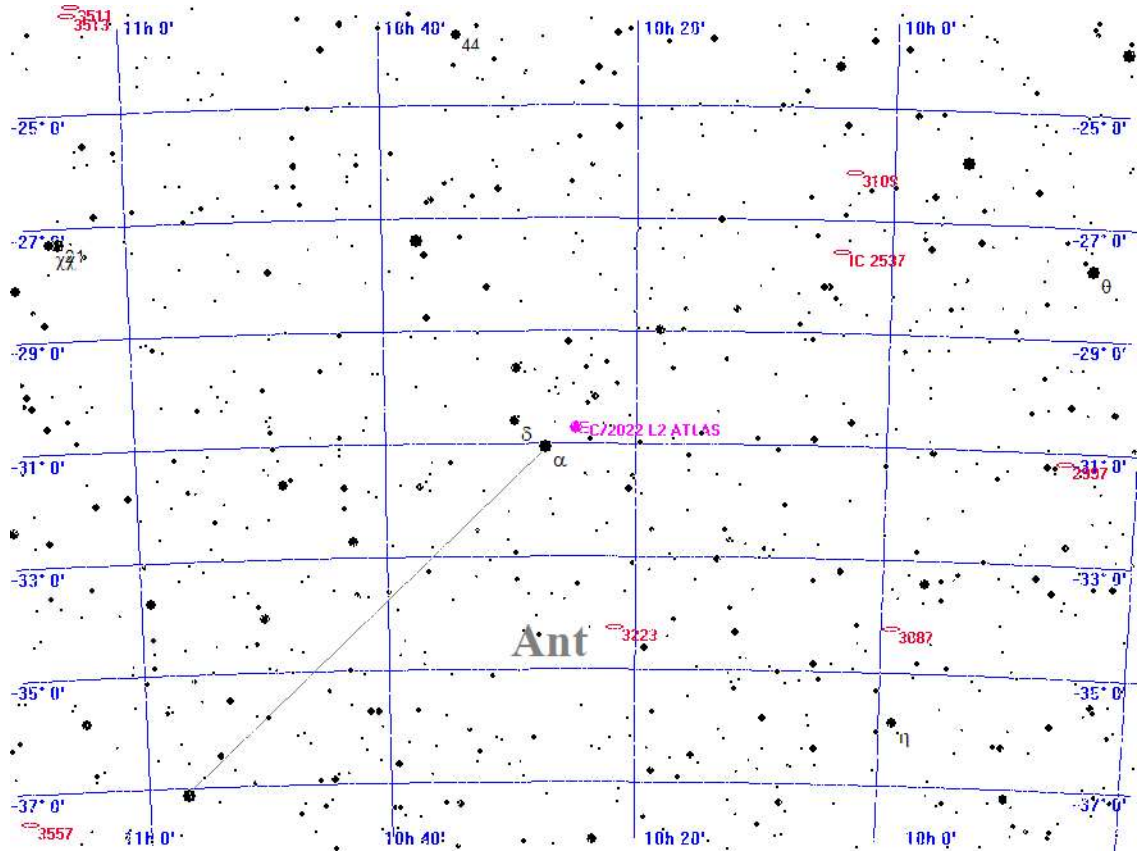 3511
3513
11h 0'
10h 40'
44
10h 20'
10h 0'
-25° 0'
-25° 0'
3109
-27° 0'
-27° 0'
IC 2537
θ
-29° 0'
-29° 0'
C/2022 L2 ATLAS
δ
α
-31° 0'
-31° 0'
2997
-33° 0'
-33° 0'
Ant
3223
3087
-35° 0'
-35° 0'
η
-37° 0'
-37° 0'
3557
11h 0'
10h 40'
10h 20'
10h 0'